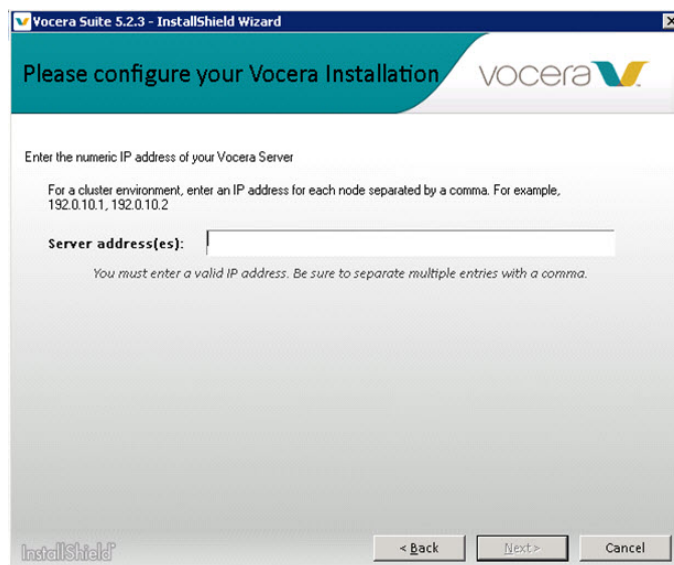 Vocera Suite 5.2.3 - InstallShield Wizard
Please configure your Vocera Installation
vocera
Enter the numeric IP address of your Vocera Server
For a cluster environment, enter an IP address for each node separated by a comma. For example,
192.0.10.1, 192.0.10.2
Server address(es):
You must enter a valid IP address. Be sure to separate multiple entries with a comma.
InstallShield
< Back
Next >
Cancel